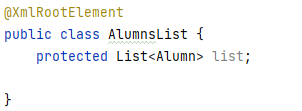 @XmlRootElement
public class AlumnsList {
    protected List<Alumn> list;
}